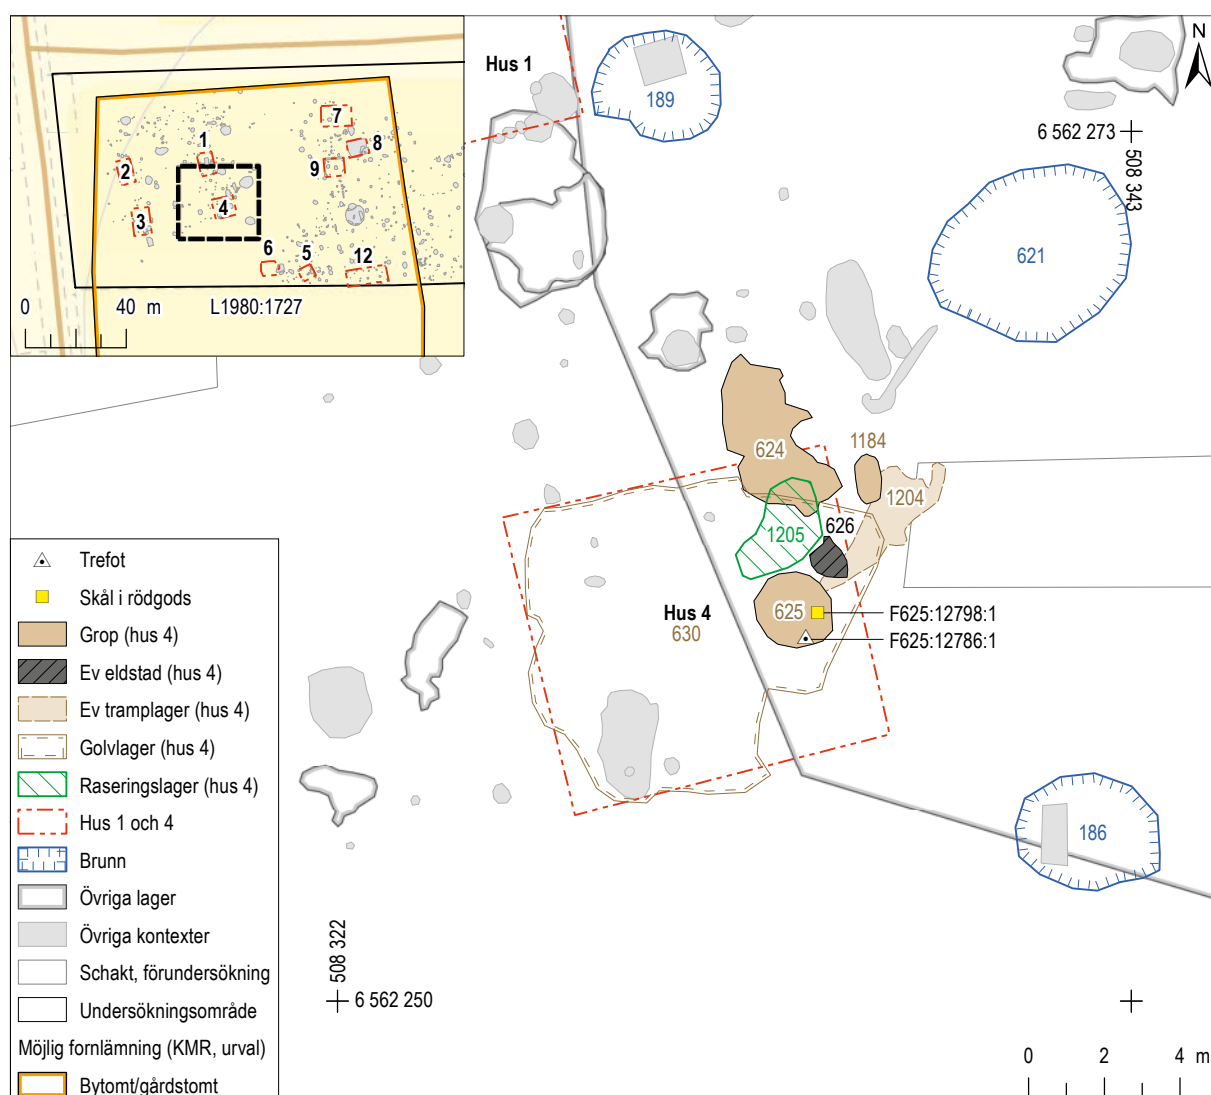 Hus 1
189
N
6 562 273
508 343
621
7
1
8
2
9
4
3
6
5
12
0 40 m
L1980:1727
624
1184
1204
1205
626
Hus 4
630
625
F625:12798:1
F625:12786:1
186
Trefot
Skål i rödgods
Grop (hus 4)
Ev eldstad (hus 4)
Ev tramplager (hus 4)
Golvlager (hus 4)
Raseringslager (hus 4)
Hus 1 och 4
Brunn
Övriga lager
Övriga kontexter
Schakt, förundersökning
Undersökningsområde
Möjlig fornlämning (KMR, urval)
Bytomt/gårdstomt
508 322
6 562 250
0 2 4 m